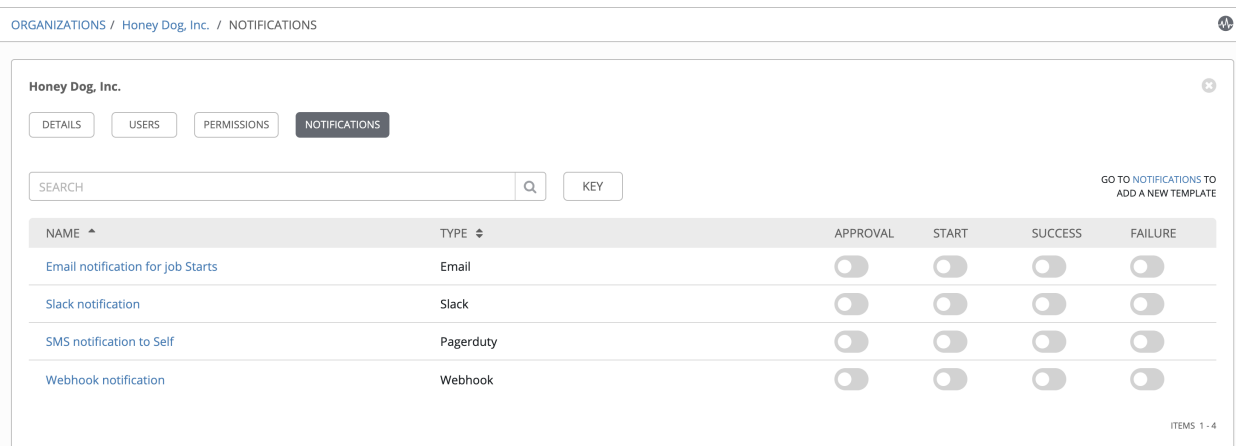 ORGANIZATIONS / Honey Dog, Inc. / NOTIFICATIONS
Honey Dog, Inc.
DETAILS USERS PERMISSIONS NOTIFICATIONS
SEARCH KEY
GO TO NOTIFICATIONS TO
ADD A NEW TEMPLATE
NAME TYPE APPROVAL START SUCCESS FAILURE
Email notification for job Starts Email
Slack notification Slack
SMS notification to Self Pagerduty
Webhook notification Webhook
ITEMS 1 - 4